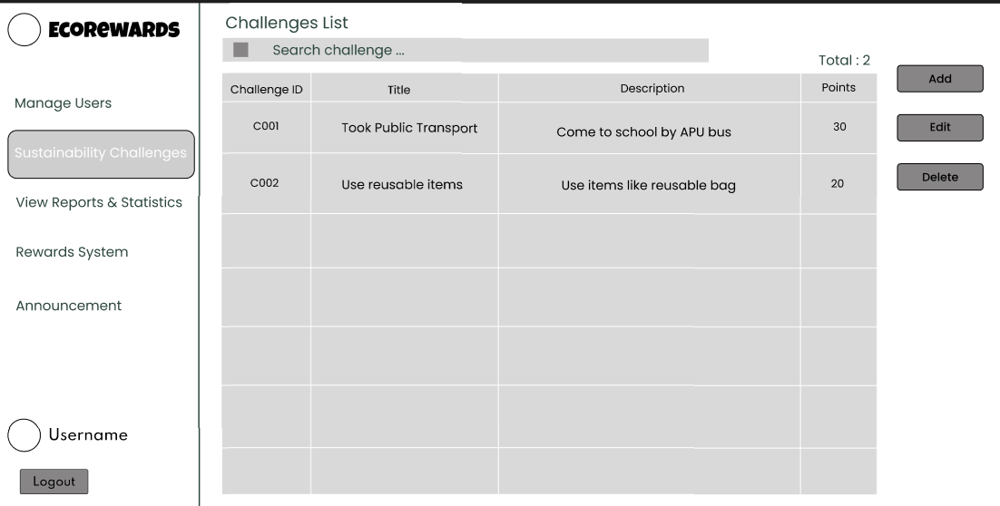 ECOREWARDS
Manage Users
Sustainability Challenges
View Reports & Statistics
Rewards System
Announcement
Username
Logout
Challenges List
Search challenge ...
Total : 2
Challenge ID Title Description Points
C001 Took Public Transport Come to school by APU bus 30
C002 Use reusable items Use items like reusable bag 20
Add
Edit
Delete